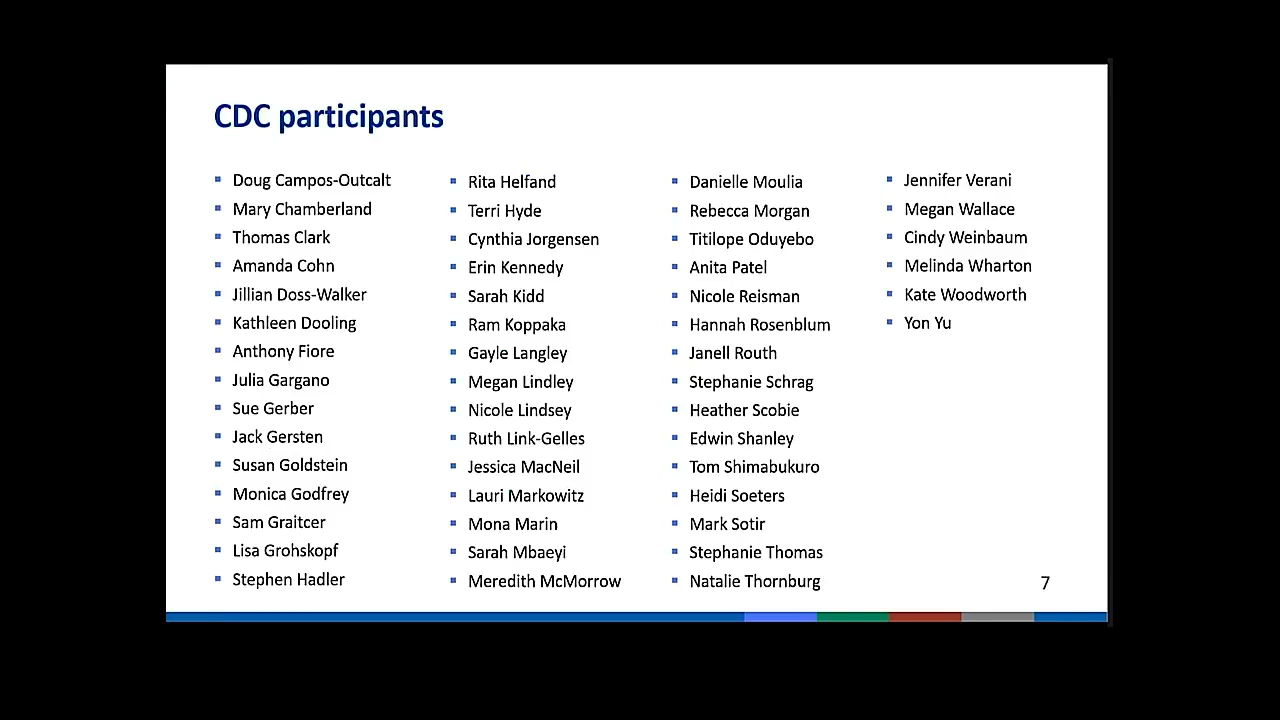 CDC participants
Doug Campos-Outcalt
Mary Chamberland
Thomas Clark
Amanda Cohn
Jillian Doss-Walker
Kathleen Dooling
Anthony Fiore
Julia Gargano
Sue Gerber
Jack Gersten
Susan Goldstein
Monica Godfrey
Sam Graitcer
Lisa Grohskopf
Stephen Hadler
Rita Helfand
Terri Hyde
Cynthia Jorgensen
Erin Kennedy
Sarah Kidd
Ram Koppaka
Gayle Langley
Megan Lindley
Nicole Lindsey
Ruth Link-Gelles
Jessica MacNeil
Lauri Markowitz
Mona Marin
Sarah Mbaeyi
Meredith McMorrow
Danielle Moulia
Rebecca Morgan
Titilope Oduyebo
Anita Patel
Nicole Reisman
Hannah Rosenblum
Janell Routh
Stephanie Schrag
Heather Scobie
Edwin Shanley
Tom Shimabukuro
Heidi Soeters
Mark Sotir
Stephanie Thomas
Natalie Thornburg
Jennifer Verani
Megan Wallace
Cindy Weinbaum
Melinda Wharton
Kate Woodworth
Yon Yu
7